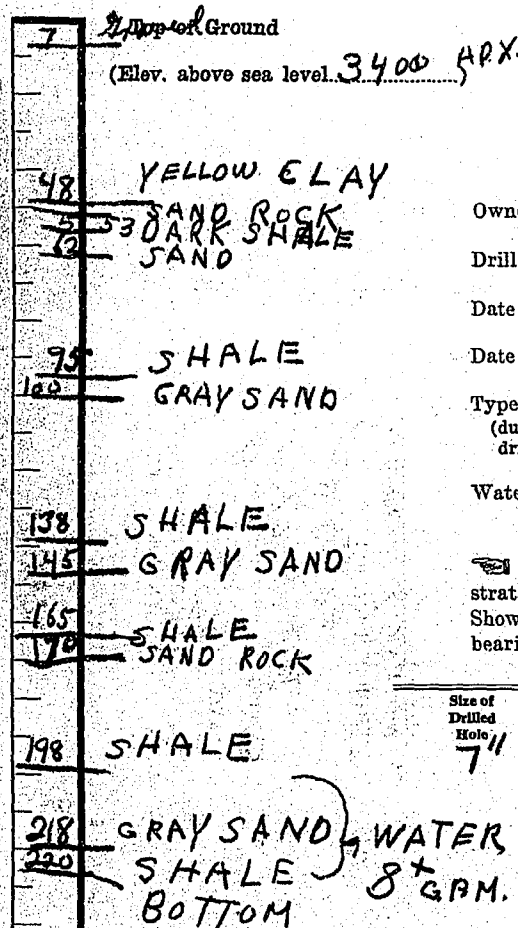 7 Top of Ground
(Elev. above sea level 3400 APX.
48 YELLOW CLAY
SAND ROCK
53 DARK SHALE
62 SAND
95 SHALE
100 GRAY SAND
138 SHALE
145 GRAY SAND
165 SHALE
170 SAND ROCK
198 SHALE
218 GRAY SAND
220 SHALE
BOTTOM
WATER
8+ GPM.
Own
Drill
Date
Date
Type
(du
dri
Wate
strat
Show
beari
Size of
Drilled
Hole
7"